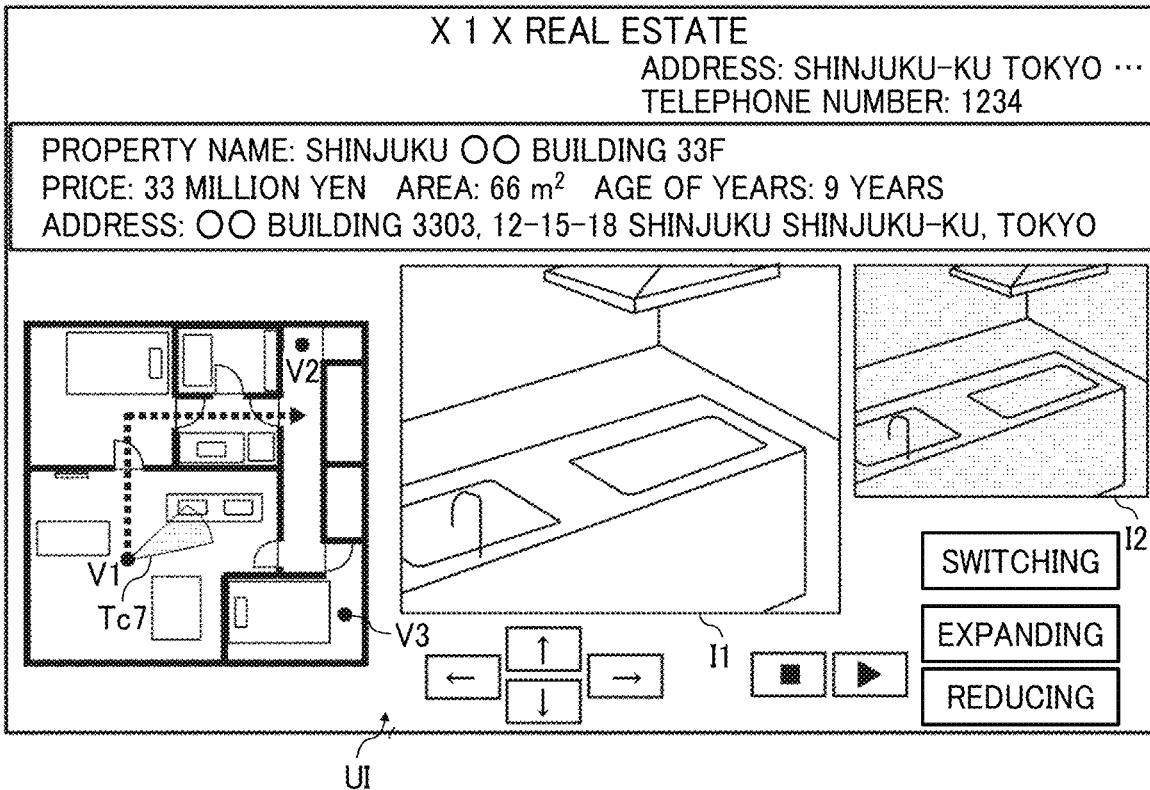 X 1 X REAL ESTATE
ADDRESS: SHINJUKU-KU TOKYO ···
TELEPHONE NUMBER: 1234
PROPERTY NAME: SHINJUKU ○○ BUILDING 33F
PRICE: 33 MILLION YEN AREA: 66 m² AGE OF YEARS: 9 YEARS
ADDRESS: ○○ BUILDING 3303, 12-15-18 SHINJUKU SHINJUKU-KU, TOKYO
V2
V1
Tc7
V3
I1
I2
SWITCHING
EXPANDING
REDUCING
← ↑ ↓ → ■ ▶
UI